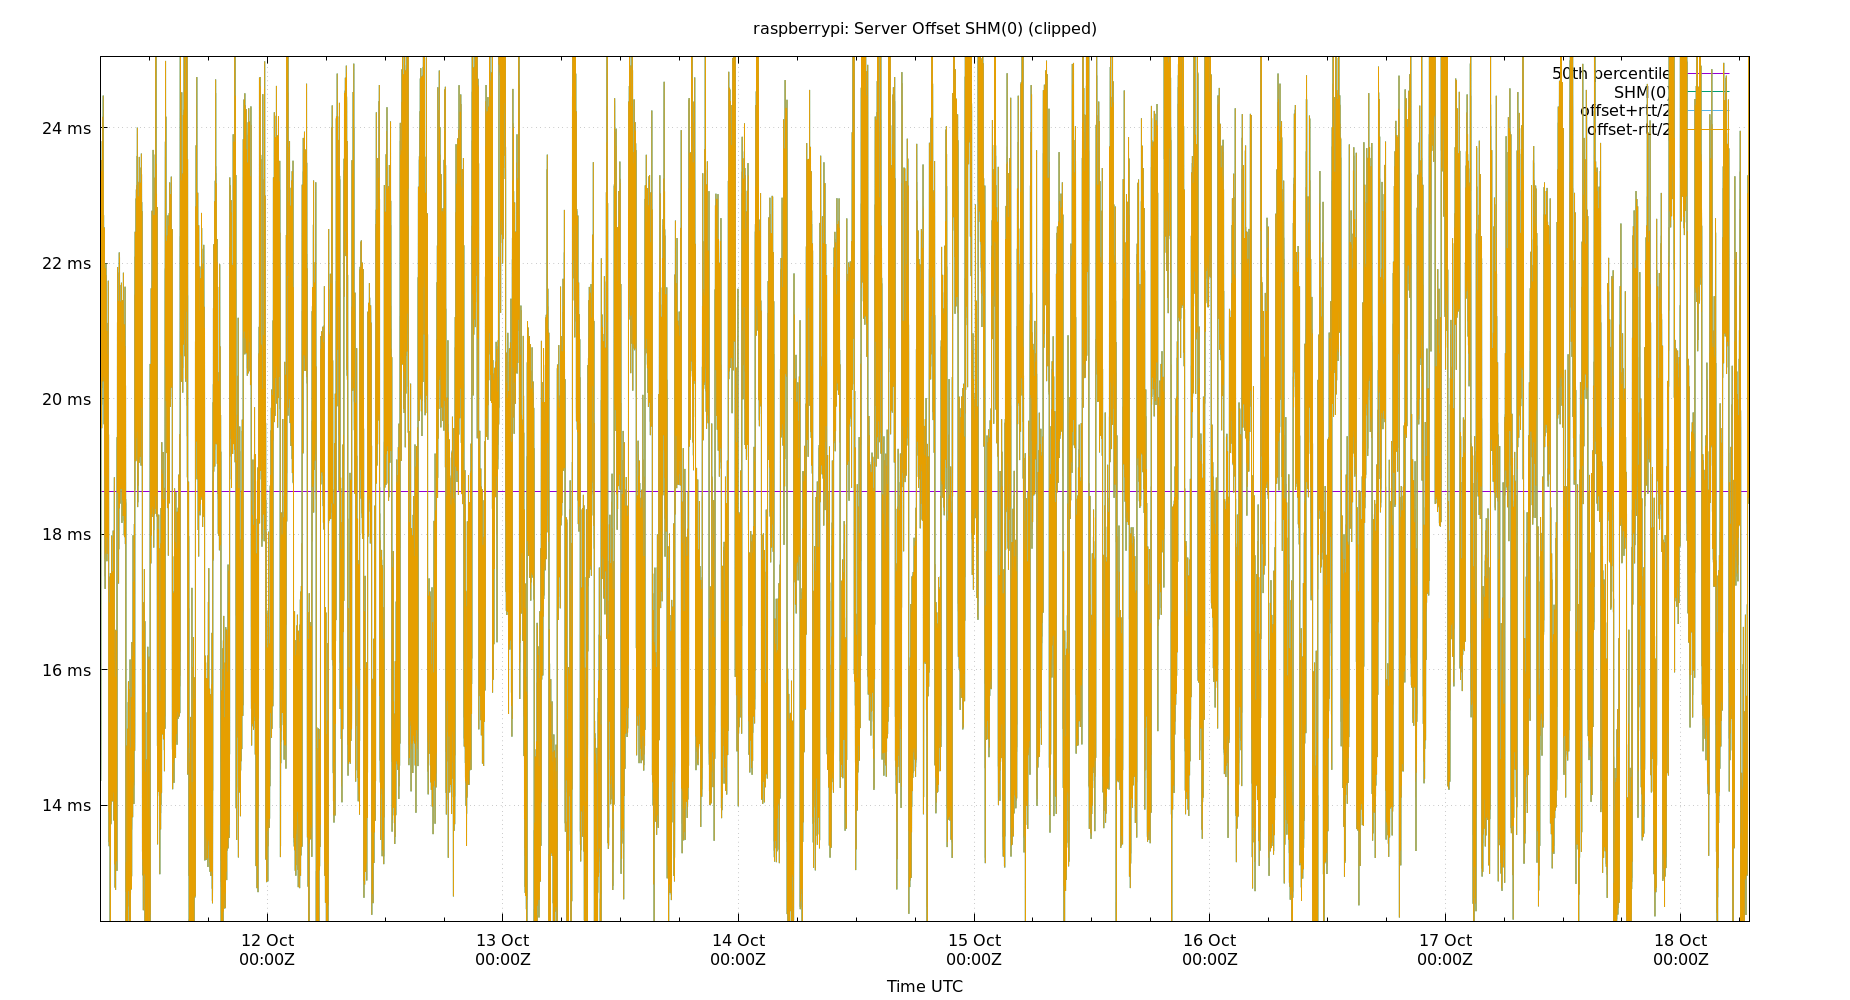 raspberrypi: Server Offset SHM(0) (clipped)
50th percentile
SHM(0)
offset+rtt/2
offset-rtt/2
24 ms
22 ms
20 ms
18 ms
16 ms
14 ms
12 Oct
00:00Z
13 Oct
00:00Z
14 Oct
00:00Z
15 Oct
00:00Z
16 Oct
00:00Z
17 Oct
00:00Z
18 Oct
00:00Z
Time UTC